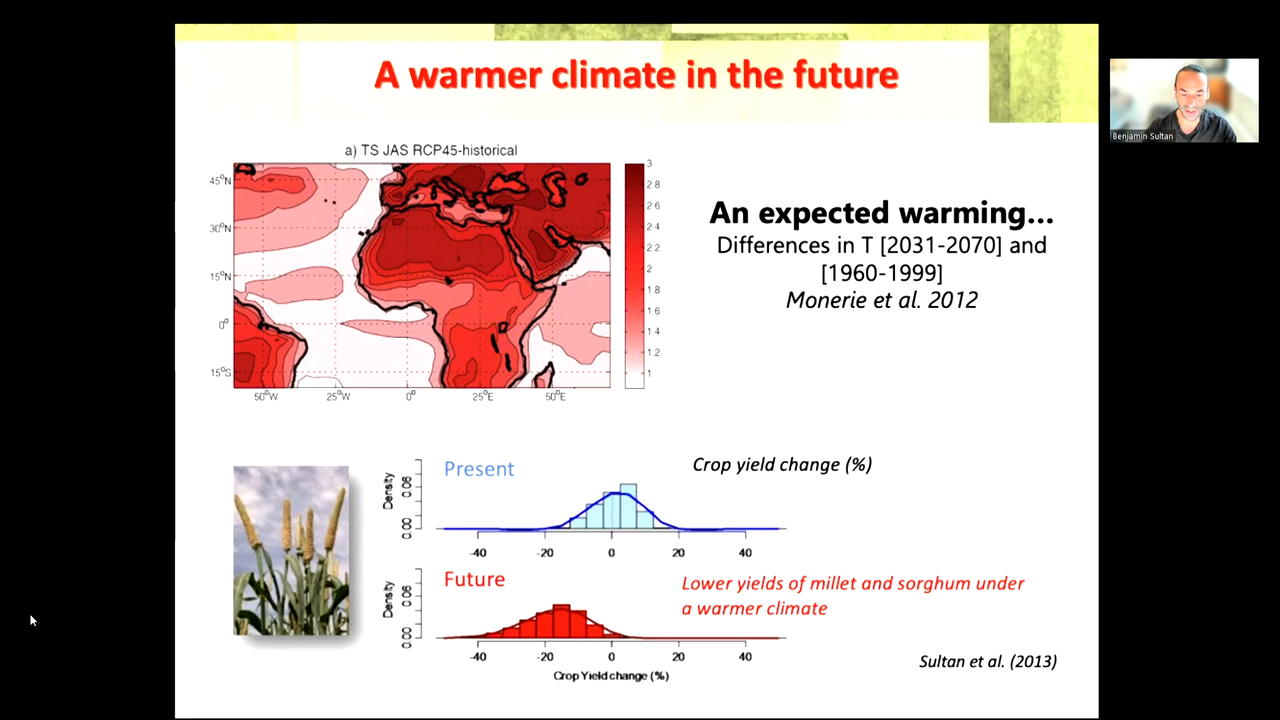 A warmer climate in the future
Benjamin Sultan
a) TS JAS RCP45-historical
45°N
30°N
15°N
0°
15°S
50°W
25°W
0°
25°E
50°E
3
2.8
2.6
2.4
2.2
2
1.8
1.6
1.4
1.2
1
An expected warming...
Differences in T [2031-2070] and
[1960-1999]
Monerie et al. 2012
Present
Crop yield change (%)
Density
0.00
0.06
-40
-20
0
20
40
Future
Lower yields of millet and sorghum under
a warmer climate
Density
0.00
0.06
-40
-20
0
20
40
Crop Yield change (%)
Sultan et al. (2013)